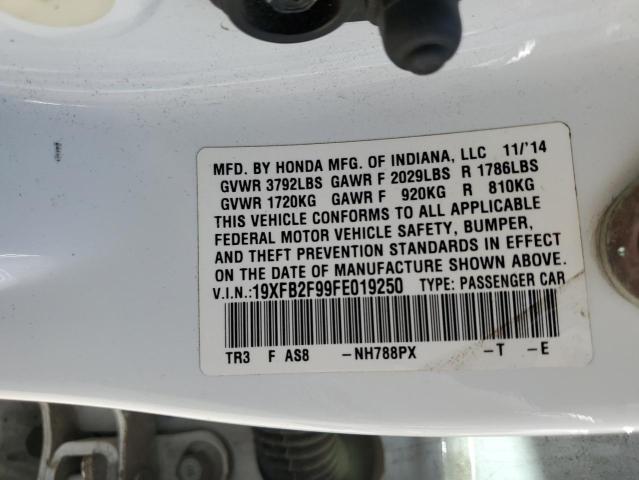 MFD. BY HONDA MFG. OF INDIANA, LLC 11/'14
GVWR 3792LBS GAWR F 2029LBS R 1786LBS
GVWR 1720KG GAWR F 920KG R 810KG
THIS VEHICLE CONFORMS TO ALL APPLICABLE
FEDERAL MOTOR VEHICLE SAFETY, BUMPER,
AND THEFT PREVENTION STANDARDS IN EFFECT
ON THE DATE OF MANUFACTURE SHOWN ABOVE.
V.I.N.:19XFB2F99FE019250 TYPE: PASSENGER CAR
TR3 F AS8 -NH788PX -T -E